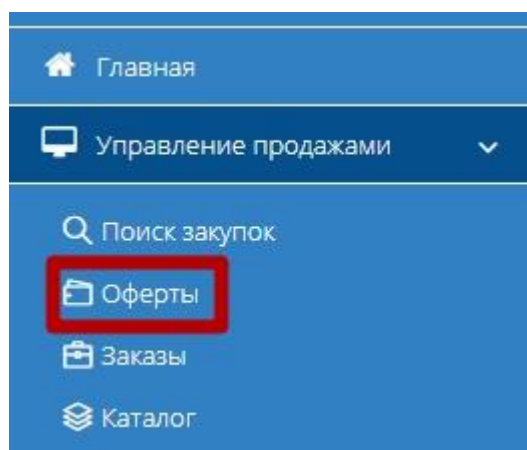 Главная
Управление продажами
Поиск закупок
Оферты
Заказы
Каталог